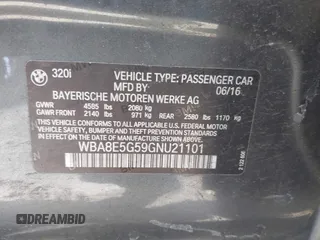 320i
VEHICLE TYPE: PASSENGER CAR
MFD BY 06/16
BAYERISCHE MOTOREN WERKE AG
GVWR 4585 lbs 2080 kg
GAWR FRONT 2140 lbs 971 kg REAR 2580 lbs 1170 kg
THIS VEHICLE CONFORMS TO ALL APPLICABLE
U.S. FEDERAL MOTOR VEHICLE SAFETY, BUMPER,
AND THEFT PREVENTION STANDARDS IN EFFECT
ON THE DATE OF MANUFACTURE SHOWN ABOVE.
WBA8E5G59GNU21101
DREAMBID